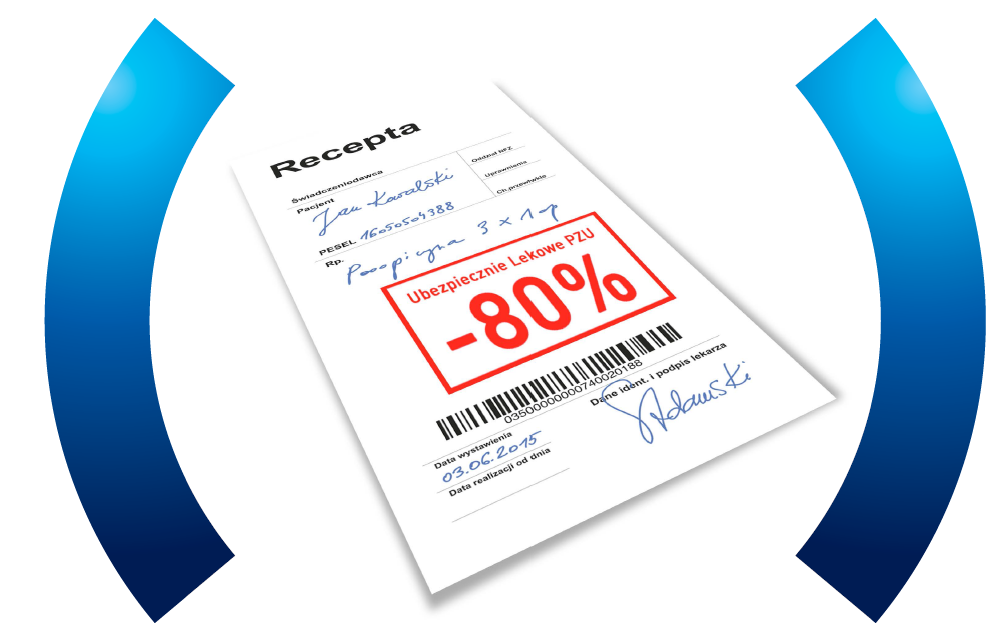 Recepta
Świadczeniodawca
Pacjent
Jan Kowalski
PESEL 16050504388
Oddział NFZ
Uprawnienia
Ch.przewlekłe
Rp.
3 x 1 op
Ubezpiecznie Lekowe PZU
-80%
0350000000740020188
Dane ident. i podpis lekarza
Adamski
Data wystawienia
03.06.2015
Data realizacji od dnia